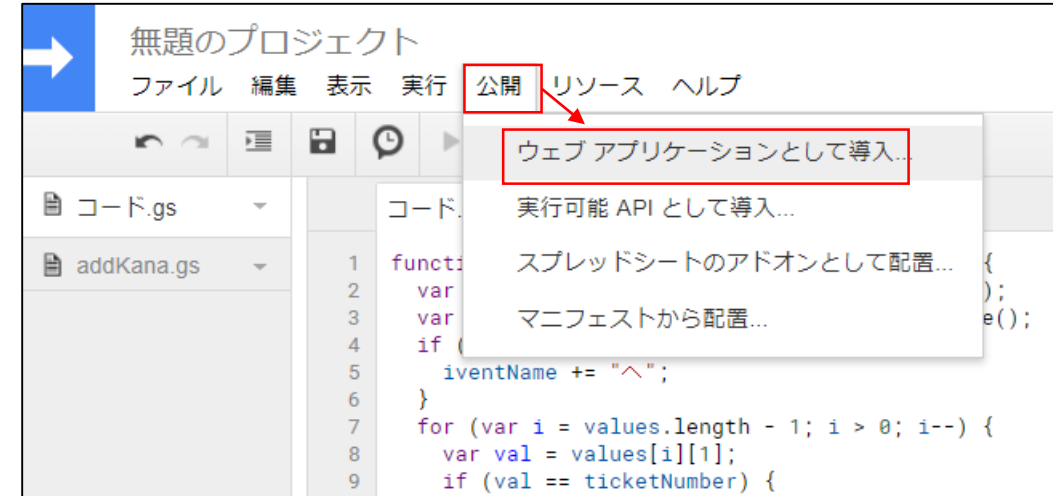 無題のプロジェクト
ファイル 編集 表示 実行 公開 リソース ヘルプ
ウェブ アプリケーションとして導入...
実行可能 API として導入...
スプレッドシートのアドオンとして配置...
マニフェストから配置...
コード.gs
addKana.gs
コード.
1 functi {
2 var );
3 var e();
4 if (
5 iventName += "へ";
6 }
7 for (var i = values.length - 1; i > 0; i--) {
8 var val = values[i][1];
9 if (val == ticketNumber) {